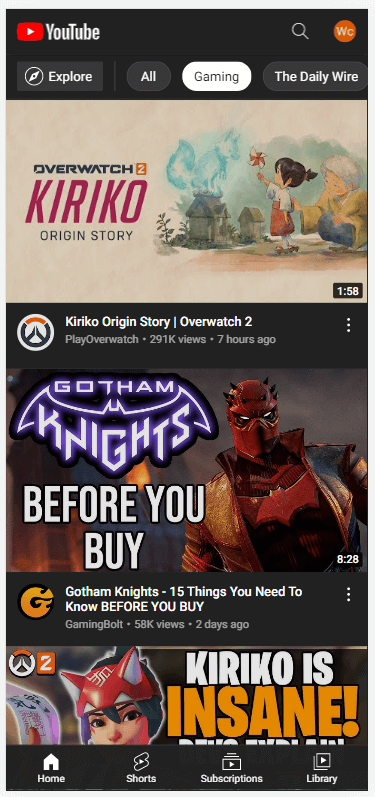 YouTube
Wc
Explore
All
Gaming
The Daily Wire
OVERWATCH 2
KIRIKO
ORIGIN STORY
1:58
Kiriko Origin Story | Overwatch 2
PlayOverwatch • 291K views • 7 hours ago
GOTHAM
KNIGHTS
BEFORE YOU
BUY
8:28
Gotham Knights - 15 Things You Need To
Know BEFORE YOU BUY
GamingBolt • 58K views • 2 days ago
2
KIRIKO IS
INSANE!
DEVS EXPLAIN
Home
Shorts
Subscriptions
Library